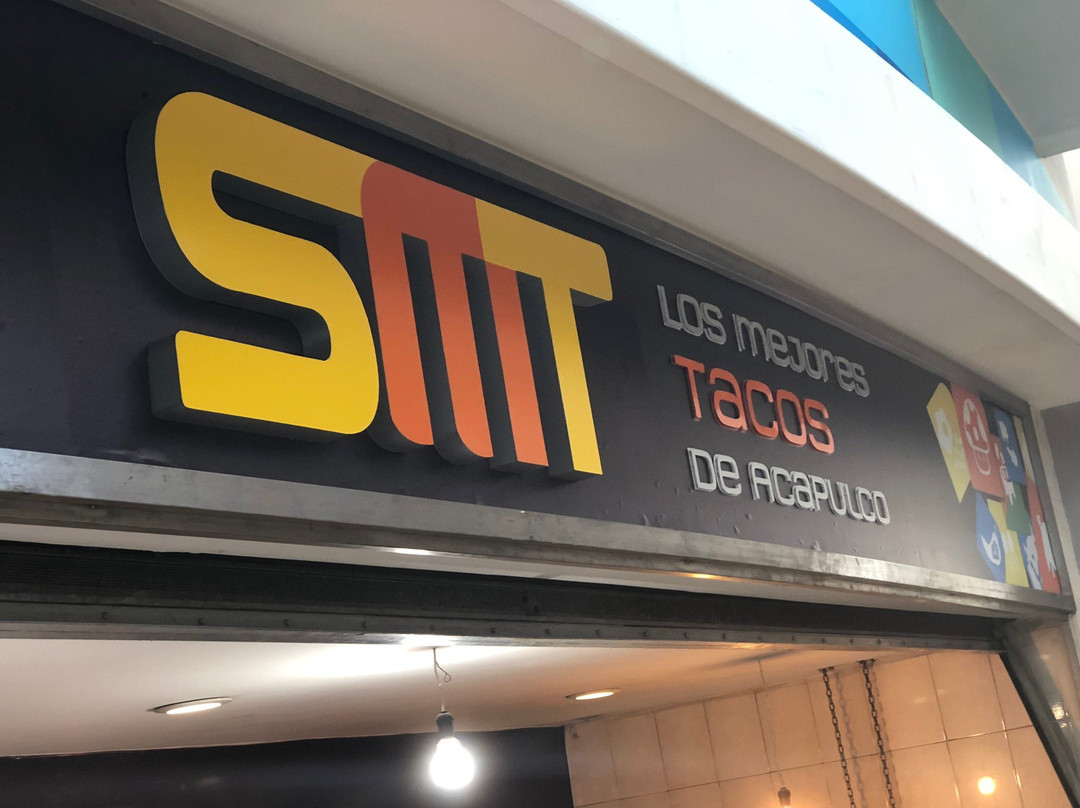 SMT
LOS mejores
TACOS
DE ACAPULCO